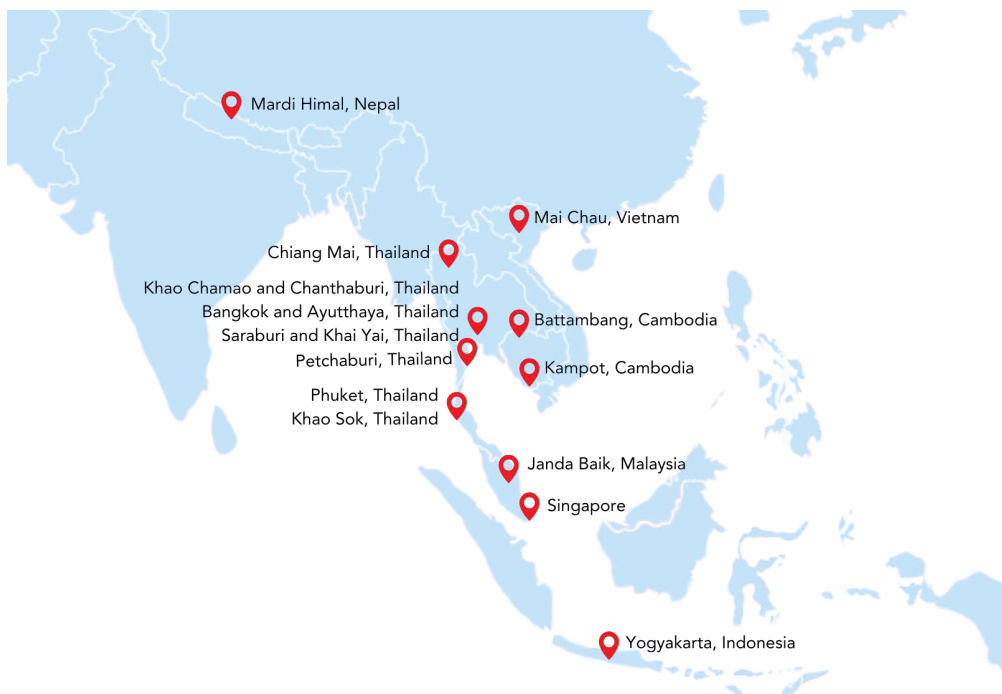 Mardi Himal, Nepal
Mai Chau, Vietnam
Chiang Mai, Thailand
Khao Chamao and Chanthaburi, Thailand
Bangkok and Ayutthaya, Thailand
Saraburi and Khai Yai, Thailand
Battambang, Cambodia
Petchaburi, Thailand
Kampot, Cambodia
Phuket, Thailand
Khao Sok, Thailand
Janda Baik, Malaysia
Singapore
Yogyakarta, Indonesia